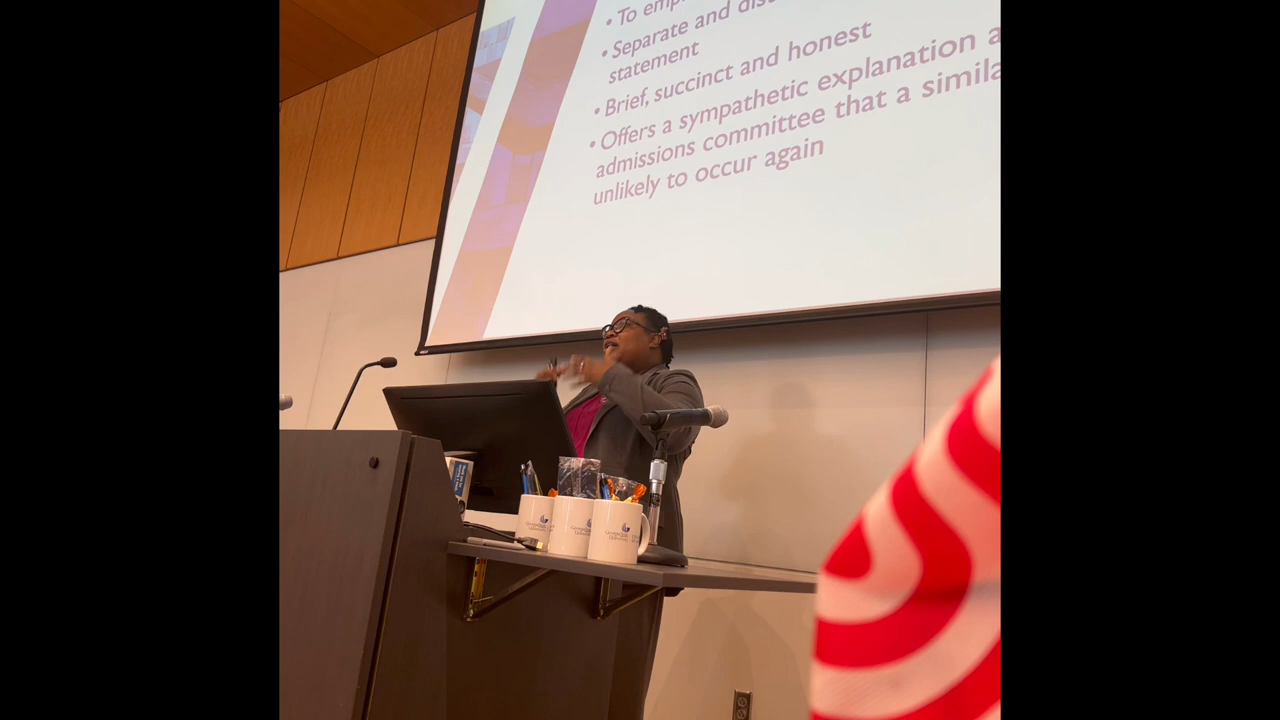 • To emp
• Separate and dis
statement
• Brief, succinct and honest
• Offers a sympathetic explanation a
admissions committee that a simila
unlikely to occur again